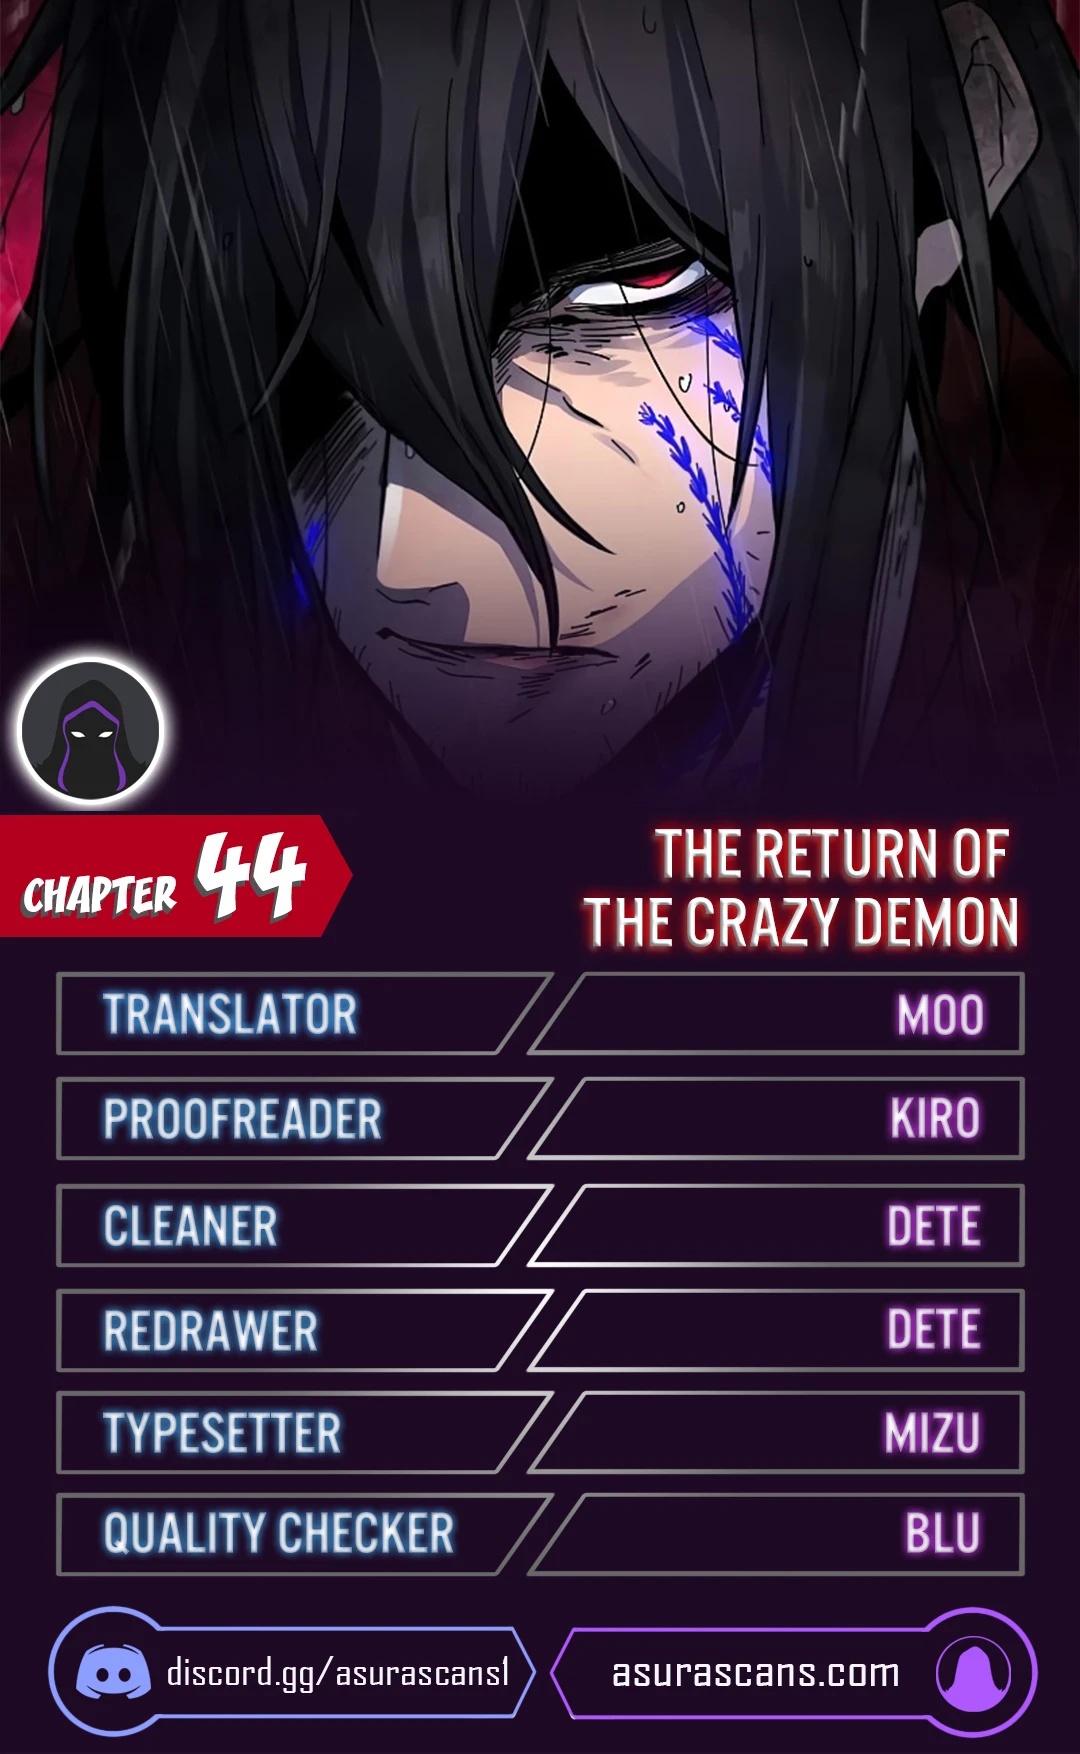 CHAPTER 44
THE RETURN OF
THE CRAZY DEMON
TRANSLATOR MOO
PROOFREADER KIRO
CLEANER DETE
REDRAWER DETE
TYPESETTER MIZU
QUALITY CHECKER BLU
discord.gg/asurascans1 asurascans.com